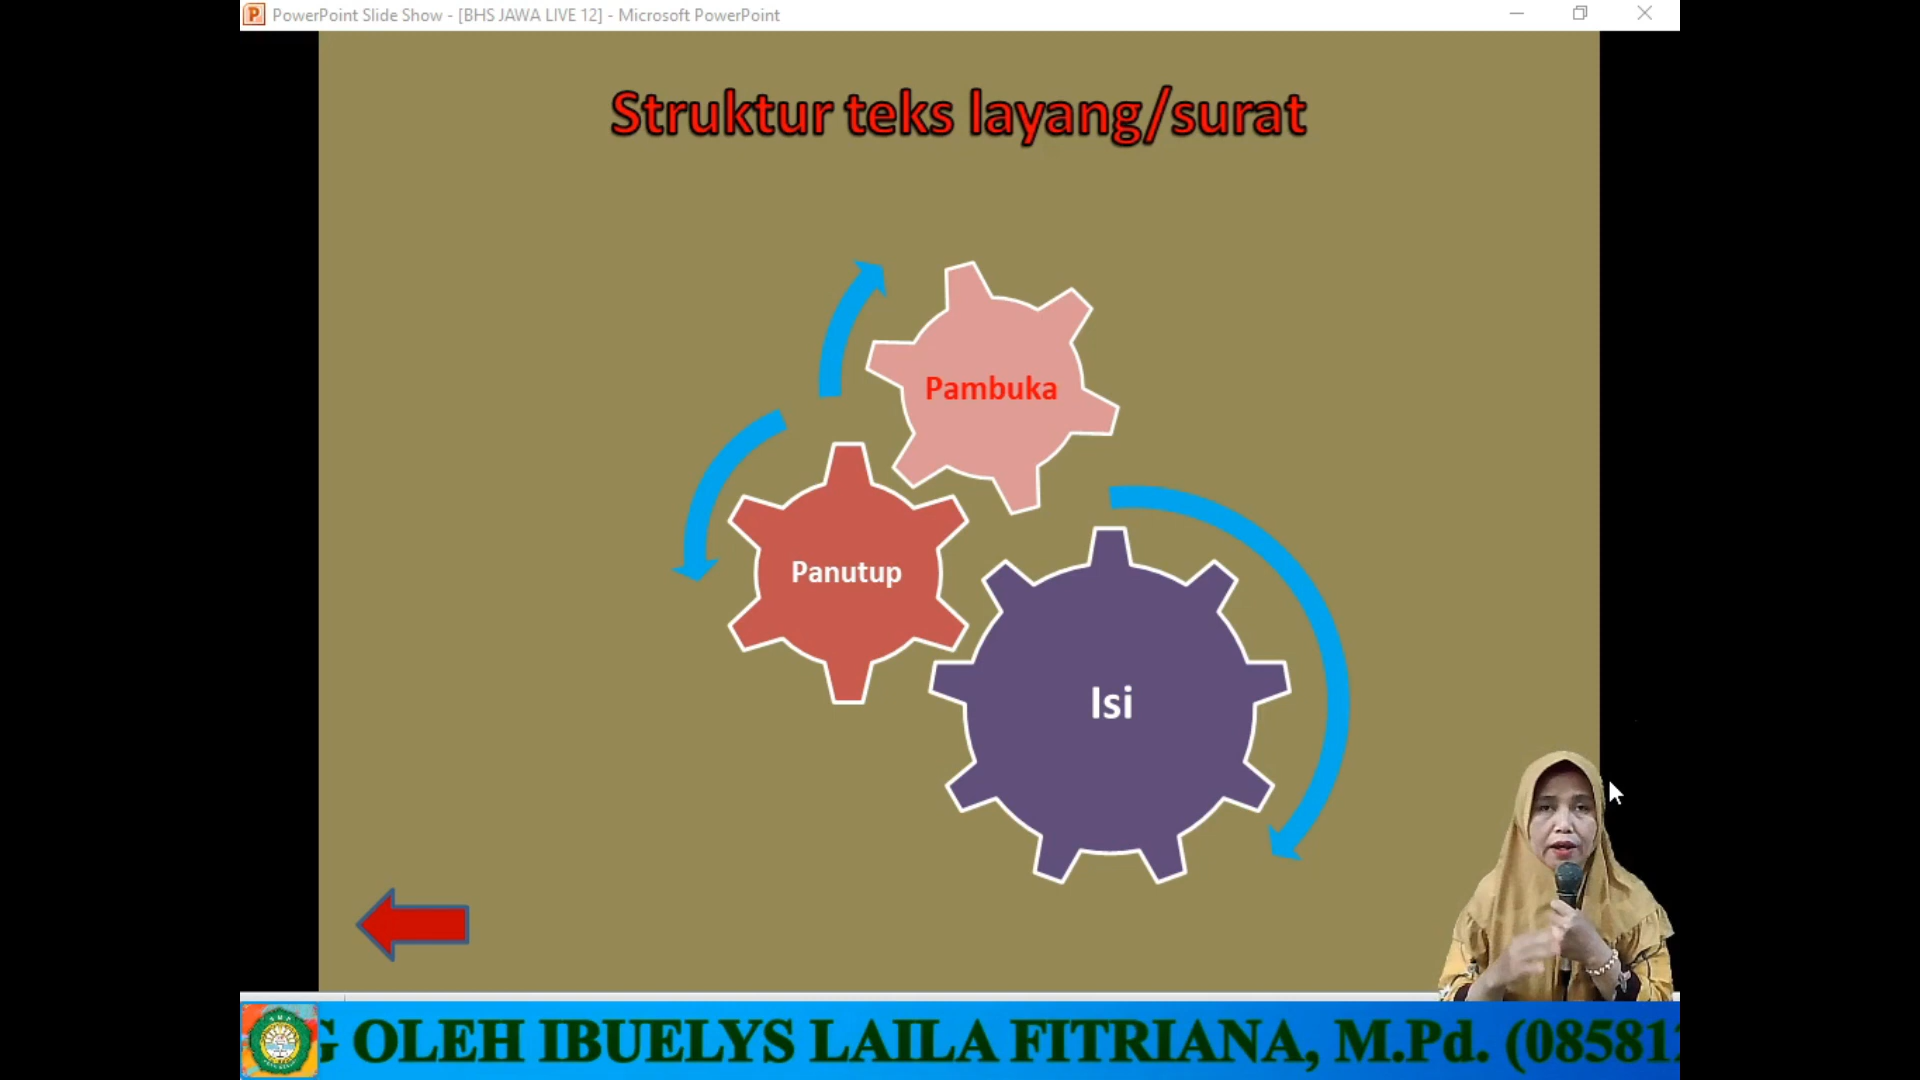 PowerPoint Slide Show - [BHS JAWA LIVE 12] - Microsoft PowerPoint
Struktur teks layang/surat
Pambuka
Panutup
Isi
G OLEH IBUELYS LAILA FITRIANA, M.Pd. (08581